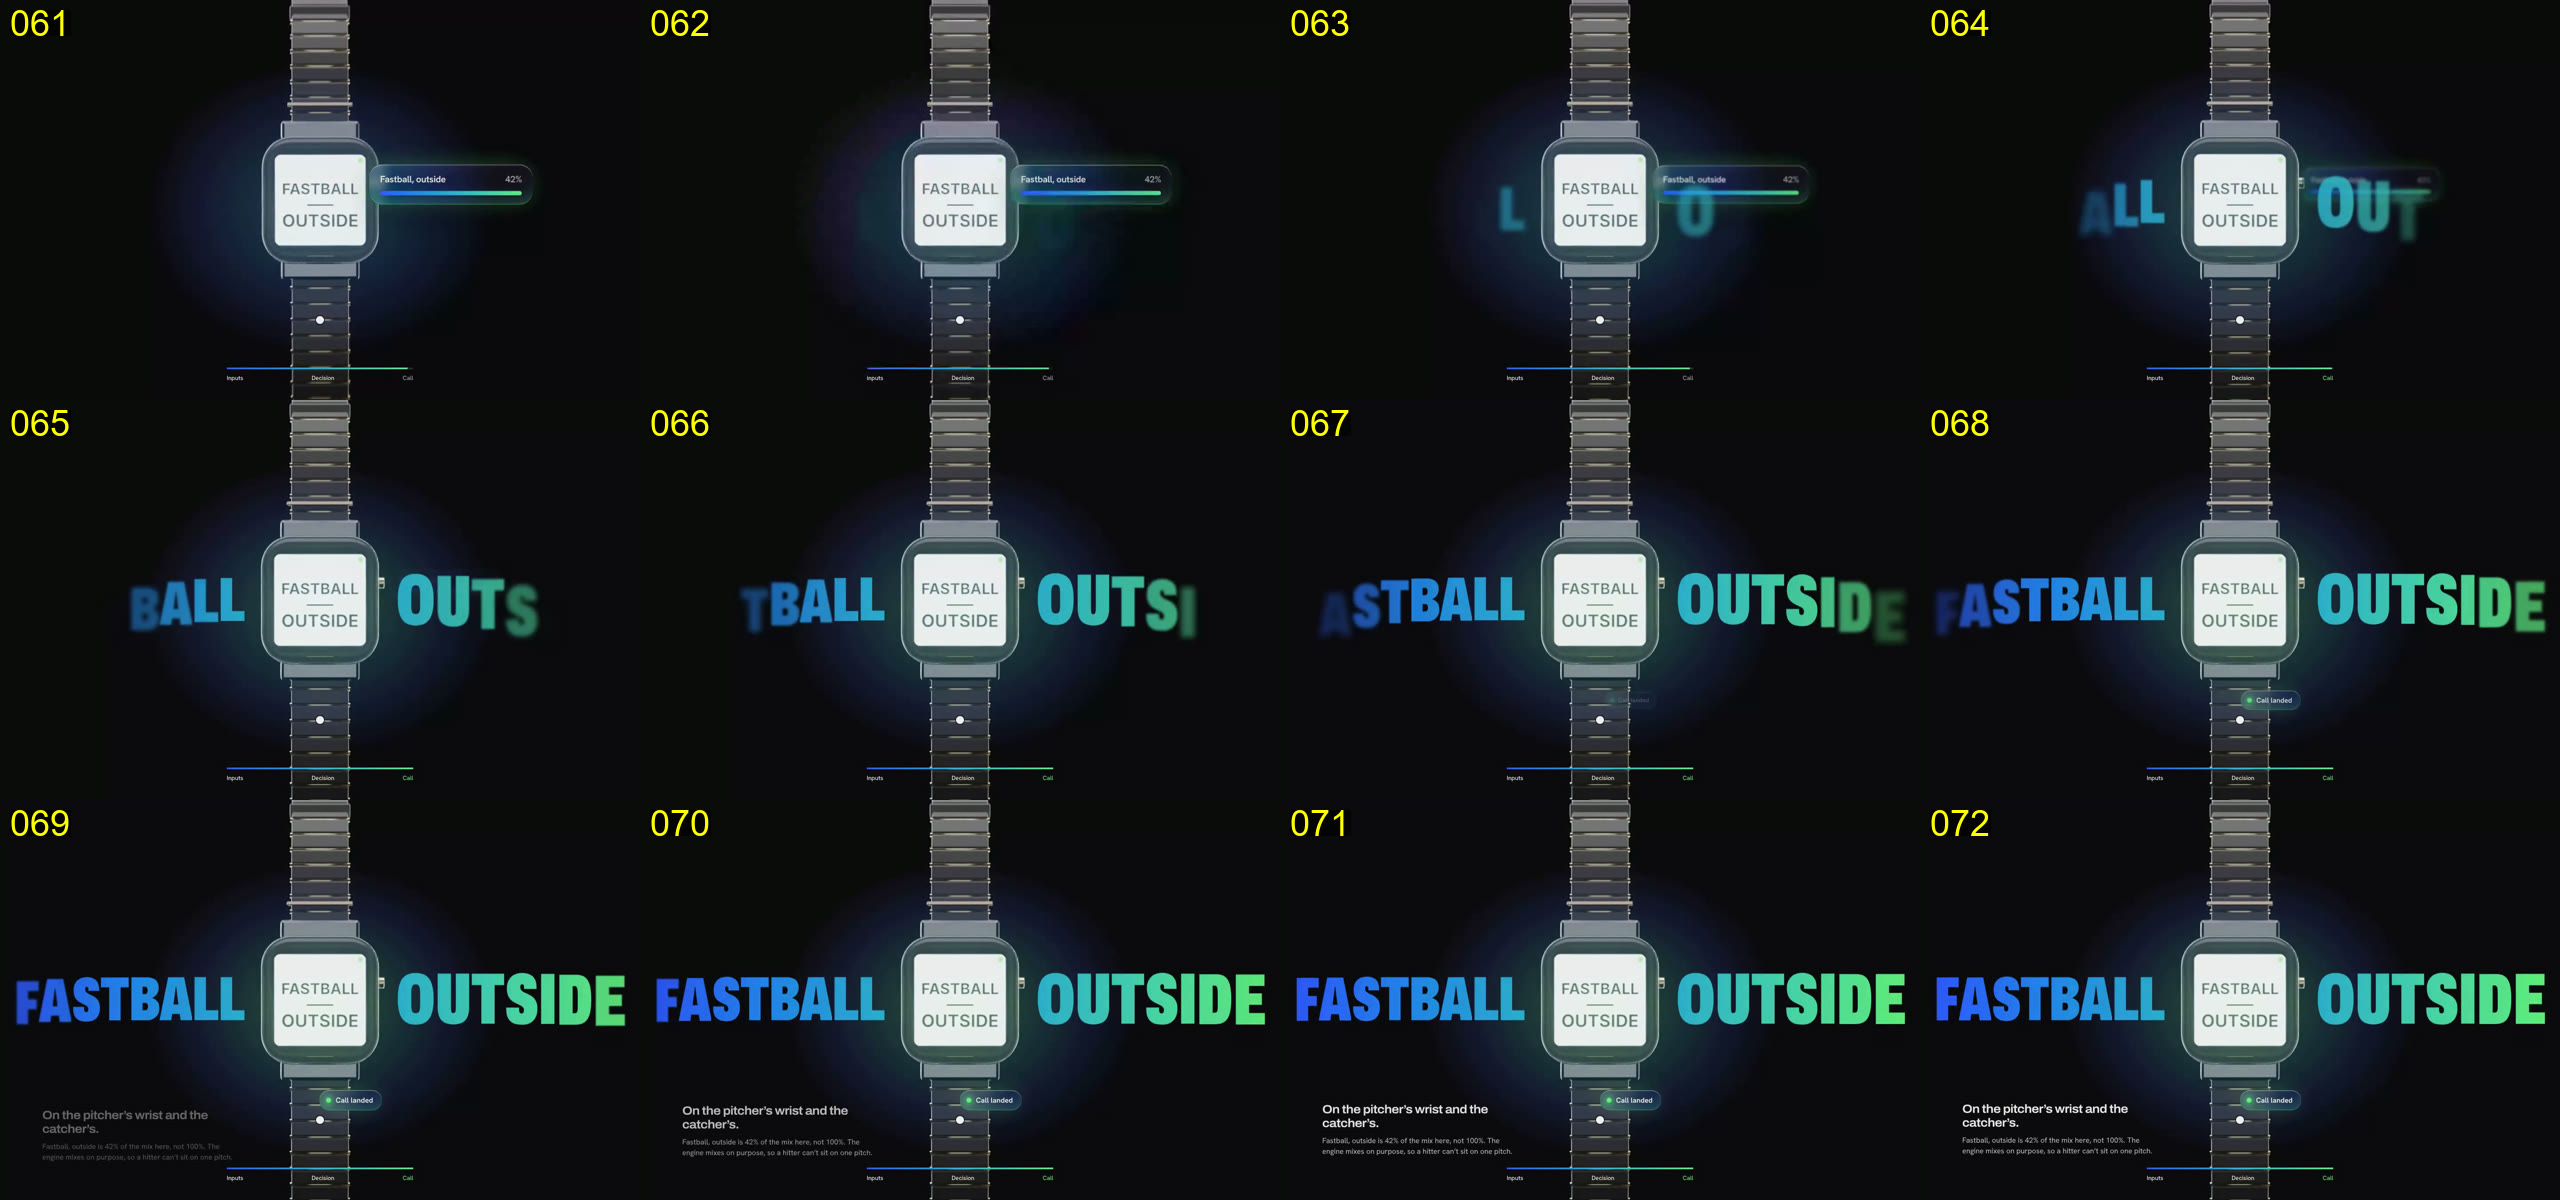 061
Fastball, outside 42%
FASTBALL
OUTSIDE
Inputs Decision Call
062
Fastball, outside 42%
FASTBALL
OUTSIDE
O
Inputs Decision Call
063
Fastball, outside 42%
FASTBALL
L O
OUTSIDE
Inputs Decision Call
064
Fastball, outside 42%
FASTBALL
ALL OUT
OUTSIDE
Inputs Decision Call
065
FASTBALL
BALL OUTS
OUTSIDE
Inputs Decision Call
066
FASTBALL
TBALL OUTSI
OUTSIDE
Inputs Decision Call
067
FASTBALL
ASTBALL OUTSIDE
OUTSIDE
Call landed
Inputs Decision Call
068
FASTBALL
FASTBALL OUTSIDE
OUTSIDE
Call landed
Inputs Decision Call
069
FASTBALL
FASTBALL OUTSIDE
OUTSIDE
Call landed
On the pitcher's wrist and the
catcher's.
Fastball, outside is 42% of the mix here, not 100%. The
engine mixes on purpose, so a hitter can't sit on one pitch.
Inputs Decision Call
070
FASTBALL
FASTBALL OUTSIDE
OUTSIDE
Call landed
On the pitcher's wrist and the
catcher's.
Fastball, outside is 42% of the mix here, not 100%. The
engine mixes on purpose, so a hitter can't sit on one pitch.
Inputs Decision Call
071
FASTBALL
FASTBALL OUTSIDE
OUTSIDE
Call landed
On the pitcher's wrist and the
catcher's.
Fastball, outside is 42% of the mix here, not 100%. The
engine mixes on purpose, so a hitter can't sit on one pitch.
Inputs Decision Call
072
FASTBALL
FASTBALL OUTSIDE
OUTSIDE
Call landed
On the pitcher's wrist and the
catcher's.
Fastball, outside is 42% of the mix here, not 100%. The
engine mixes on purpose, so a hitter can't sit on one pitch.
Inputs Decision Call